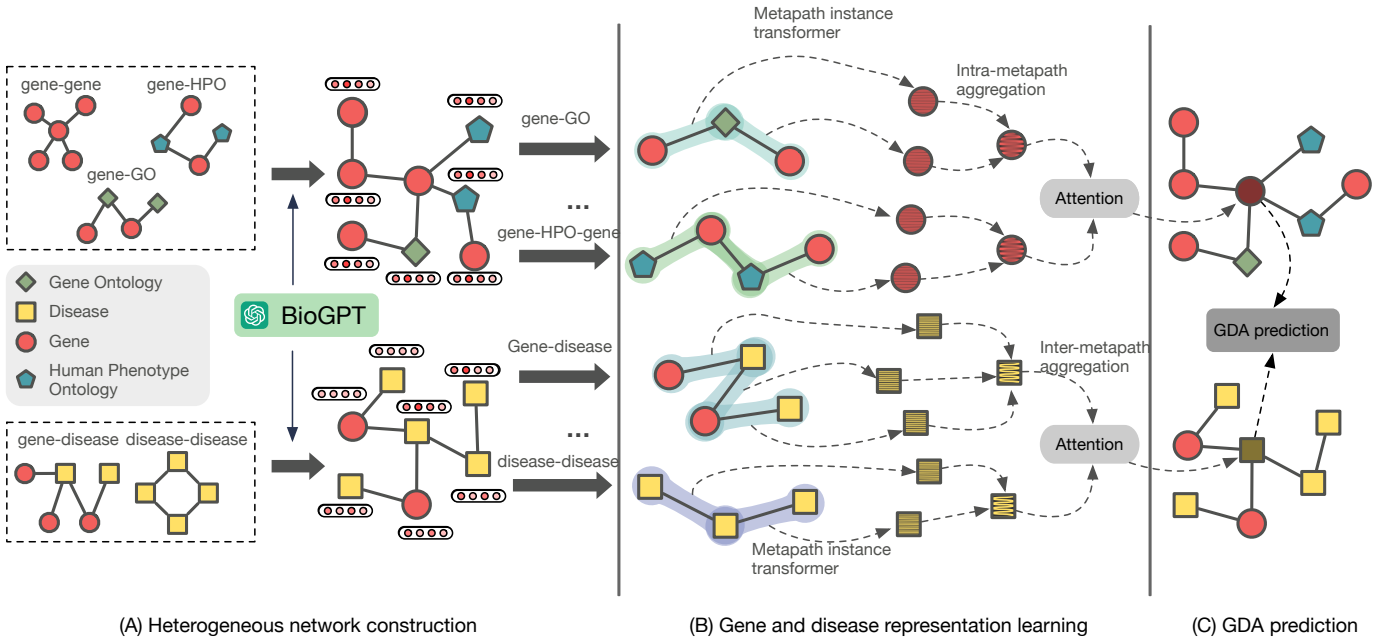 gene-gene
gene-HPO
gene-GO
Gene Ontology
Disease
Gene
Human Phenotype
Ontology
gene-disease
disease-disease
BioGPT
gene-GO
...
gene-HPO-gene
Gene-disease
...
disease-disease
Metapath instance
transformer
Intra-metapath
aggregation
Attention
Inter-metapath
aggregation
Attention
Metapath instance
transformer
GDA prediction
(A) Heterogeneous network construction
(B) Gene and disease representation learning
(C) GDA prediction